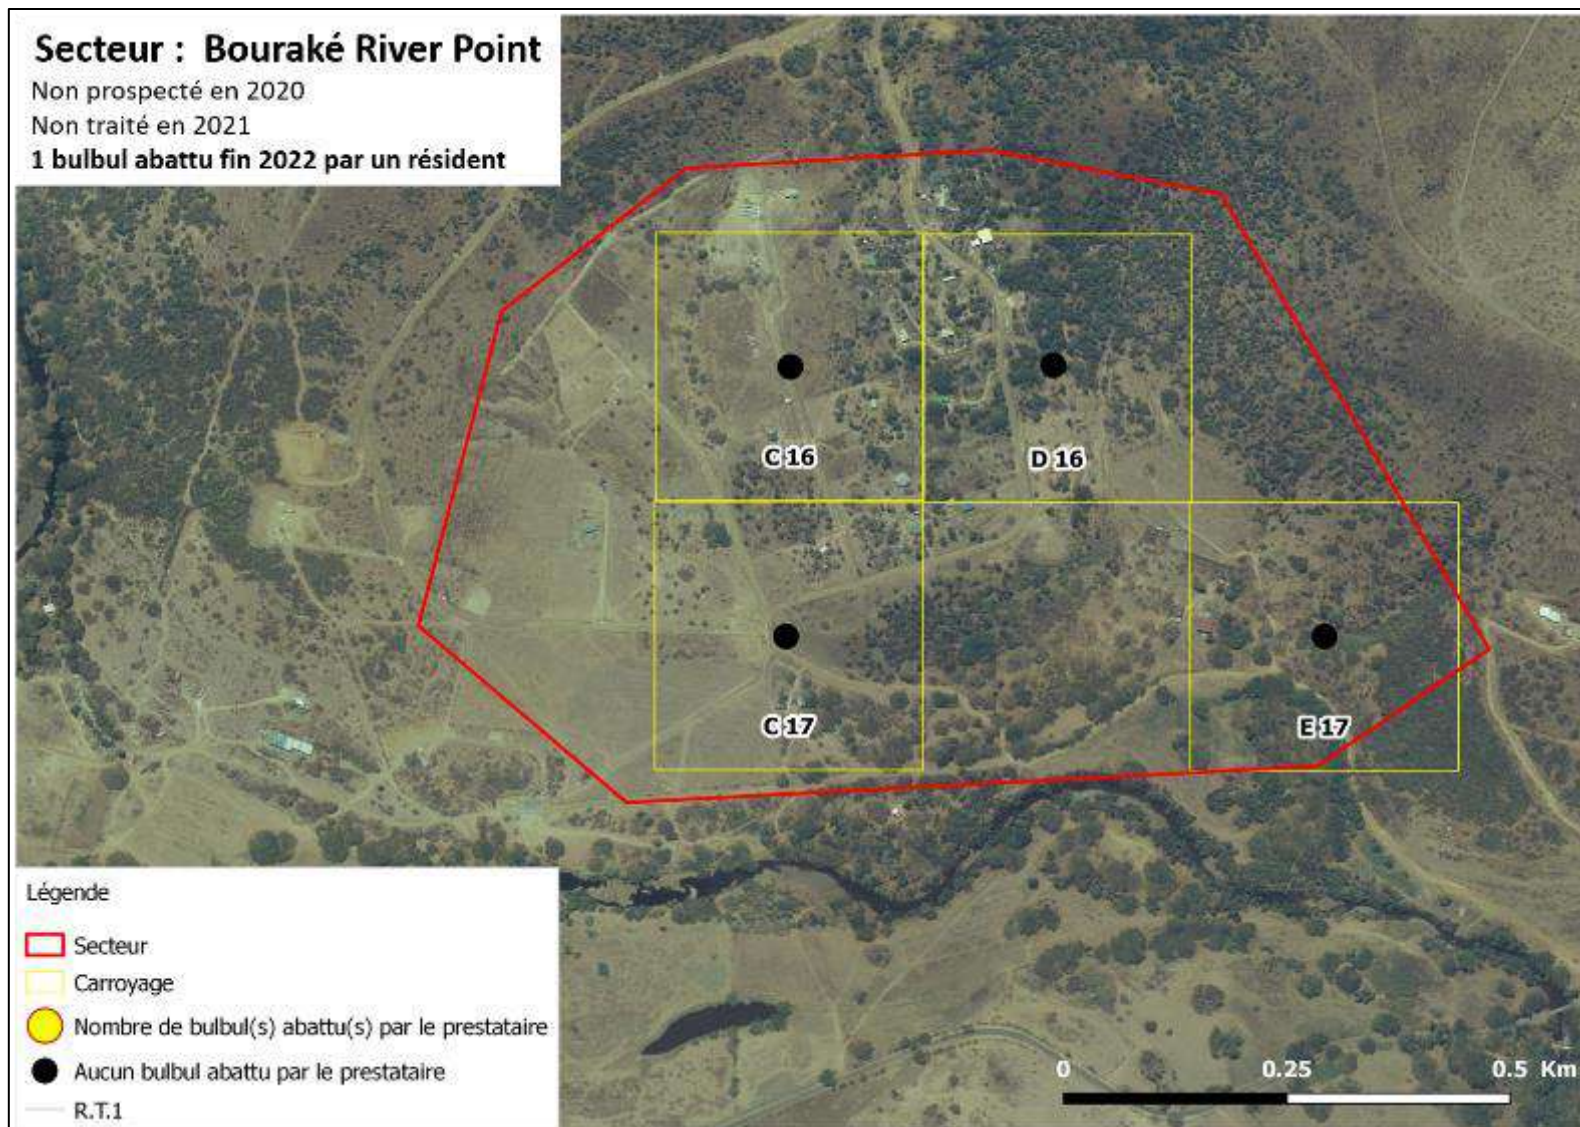 Secteur : Bouraké River Point
Non prospecté en 2020
Non traité en 2021
1 bulbul abattu fin 2022 par un résident
C 16
D 16
C 17
E 17
Légende
Secteur
Carroyage
Nombre de bulbul(s) abattu(s) par le prestataire
Aucun bulbul abattu par le prestataire
R.T.1
0 0.25 0.5 Km